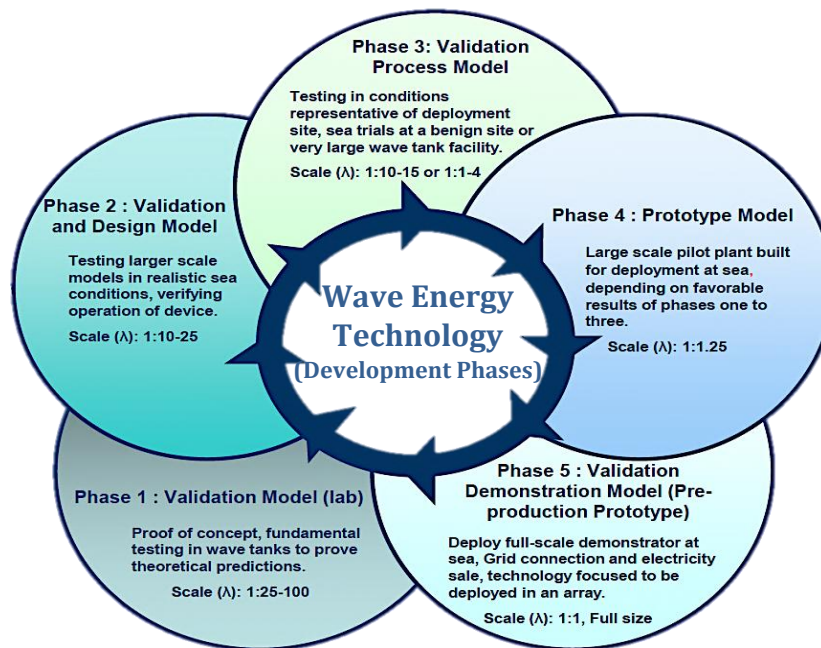 Phase 3: Validation
Process Model
Testing in conditions
representative of deployment
site, sea trials at a benign site or
very large wave tank facility.
Scale (λ): 1:10-15 or 1:1-4
Phase 2 : Validation
and Design Model
Testing larger scale
models in realistic sea
conditions, verifying
operation of device.
Scale (λ): 1:10-25
Phase 4 : Prototype Model
Large scale pilot plant built
for deployment at sea,
depending on favorable
results of phases one to
three.
Scale (λ): 1:1.25
Wave Energy
Technology
(Development Phases)
Phase 1 : Validation Model (lab)
Proof of concept, fundamental
testing in wave tanks to prove
theoretical predictions.
Scale (λ): 1:25-100
Phase 5 : Validation
Demonstration Model (Pre-
production Prototype)
Deploy full-scale demonstrator at
sea, Grid connection and electricity
sale, technology focused to be
deployed in an array.
Scale (λ): 1:1, Full size